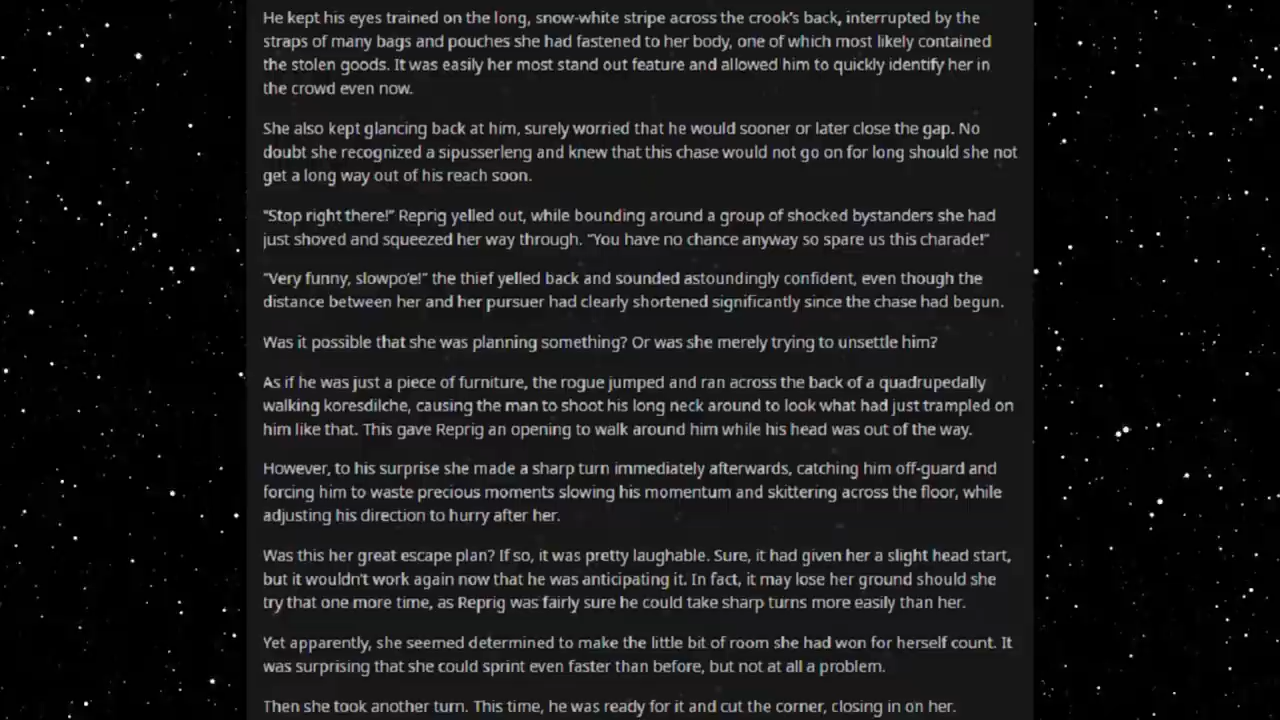 He kept his eyes trained on the long, snow-white stripe across the crook's back, interrupted by the
straps of many bags and pouches she had fastened to her body, one of which most likely contained
the stolen goods. It was easily her most stand out feature and allowed him to quickly identify her in
the crowd even now.
She also kept glancing back at him, surely worried that he would sooner or later close the gap. No
doubt she recognized a sipusserleng and knew that this chase would not go on for long should she not
get a long way out of his reach soon.
"Stop right there!" Reprig yelled out, while bounding around a group of shocked bystanders she had
just shoved and squeezed her way through. "You have no chance anyway so spare us this charade!"
"Very funny, slowpo'e!" the thief yelled back and sounded astoundingly confident, even though the
distance between her and her pursuer had clearly shortened significantly since the chase had begun.
Was it possible that she was planning something? Or was she merely trying to unsettle him?
As if he was just a piece of furniture, the rogue jumped and ran across the back of a quadrupedally
walking koresdilche, causing the man to shoot his long neck around to look what had just trampled on
him like that. This gave Reprig an opening to walk around him while his head was out of the way.
However, to his surprise she made a sharp turn immediately afterwards, catching him off-guard and
forcing him to waste precious moments slowing his momentum and skittering across the floor, while
adjusting his direction to hurry after her.
Was this her great escape plan? If so, it was pretty laughable. Sure, it had given her a slight head start,
but it wouldn't work again now that he was anticipating it. In fact, it may lose her ground should she
try that one more time, as Reprig was fairly sure he could take sharp turns more easily than her.
Yet apparently, she seemed determined to make the little bit of room she had won for herself count. It
was surprising that she could sprint even faster than before, but not at all a problem.
Then she took another turn. This time, he was ready for it and cut the corner, closing in on her.